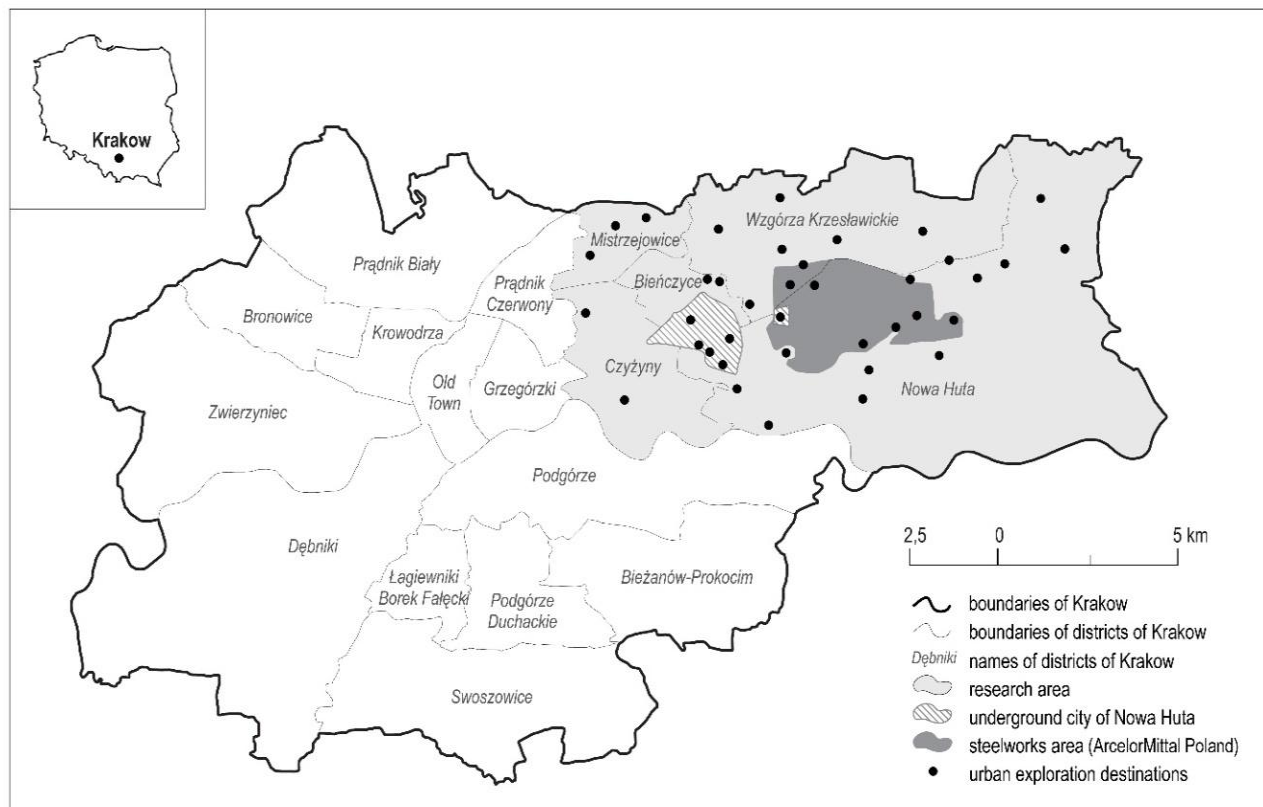 Krakow
Wzgórza Krzesławickie
Mistrzejowice
Prądnik Biały
Bieńczyce
Prądnik
Czerwony
Bronowice
Krowodrza
Czyżyny
Old
Town
Grzegórzki
Nowa Huta
Zwierzyniec
Podgórze
Dębniki
Łagiewniki
Borek Fałęcki
Podgórze
Duchackie
Bieżanów-Prokocim
Swoszowice
2,5 0 5 km
boundaries of Krakow
boundaries of districts of Krakow
Dębniki names of districts of Krakow
research area
underground city of Nowa Huta
steelworks area (ArcelorMittal Poland)
urban exploration destinations